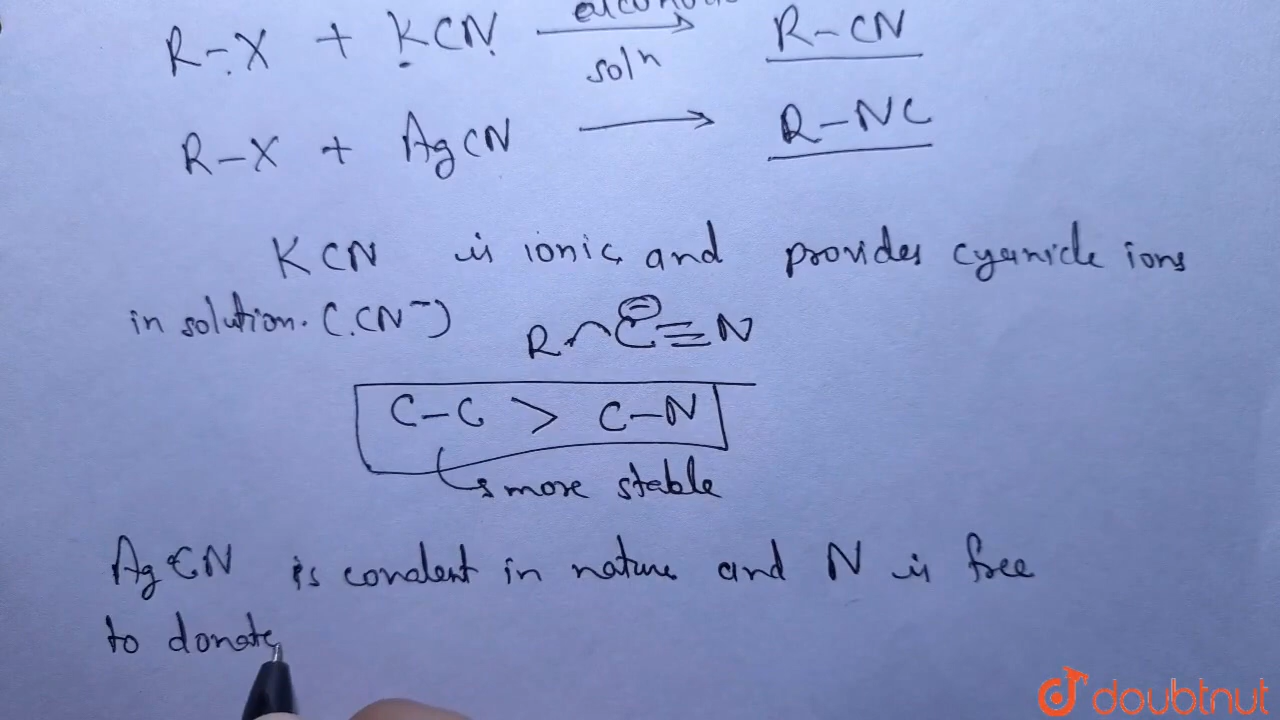 R-X + KCN → R-CN
soln
R-X + AgCN → R-NC
KCN is ionic and provides cyanide ions
in solution. (:CN⁻)
R C≡N
C-C > C-N
more stable
AgCN is covalent in nature and N is free
to donate
doubtnut